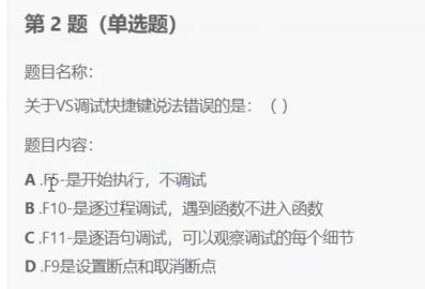 第 2 题（单选题）
题目名称：
关于VS调试快捷键说法错误的是：（ ）
题目内容：
A .F5-是开始执行，不调试
B .F10-是逐过程调试，遇到函数不进入函数
C .F11-是逐语句调试，可以观察调试的每个细节
D .F9是设置断点和取消断点